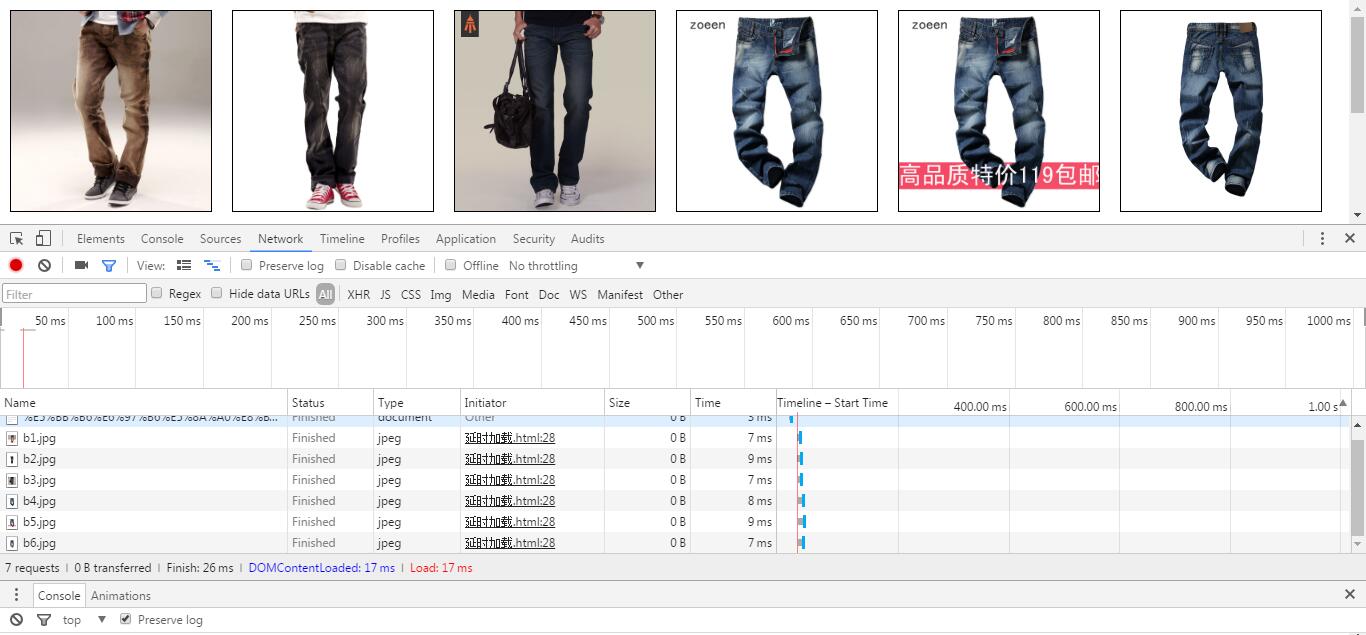 zoeen
zoeen
高品质特价119包邮
Elements Console Sources Network Timeline Profiles Application Security Audits
View: Preserve log Disable cache Offline No throttling
Filter Regex Hide data URLs All XHR JS CSS Img Media Font Doc WS Manifest Other
50 ms 100 ms 150 ms 200 ms 250 ms 300 ms 350 ms 400 ms 450 ms 500 ms 550 ms 600 ms 650 ms 700 ms 750 ms 800 ms 850 ms 900 ms 950 ms 1000 ms
Name Status Type Initiator Size Time Timeline – Start Time 400.00 ms 600.00 ms 800.00 ms 1.00 s
%E5%BB%B6%E6%97%B6%E5%8A%A0%E8%B... Finished document Other 0 B 3 ms
b1.jpg Finished jpeg 延时加载.html:28 0 B 7 ms
b2.jpg Finished jpeg 延时加载.html:28 0 B 9 ms
b3.jpg Finished jpeg 延时加载.html:28 0 B 7 ms
b4.jpg Finished jpeg 延时加载.html:28 0 B 8 ms
b5.jpg Finished jpeg 延时加载.html:28 0 B 9 ms
b6.jpg Finished jpeg 延时加载.html:28 0 B 7 ms
7 requests | 0 B transferred | Finish: 26 ms | DOMContentLoaded: 17 ms | Load: 17 ms
Console Animations
top Preserve log